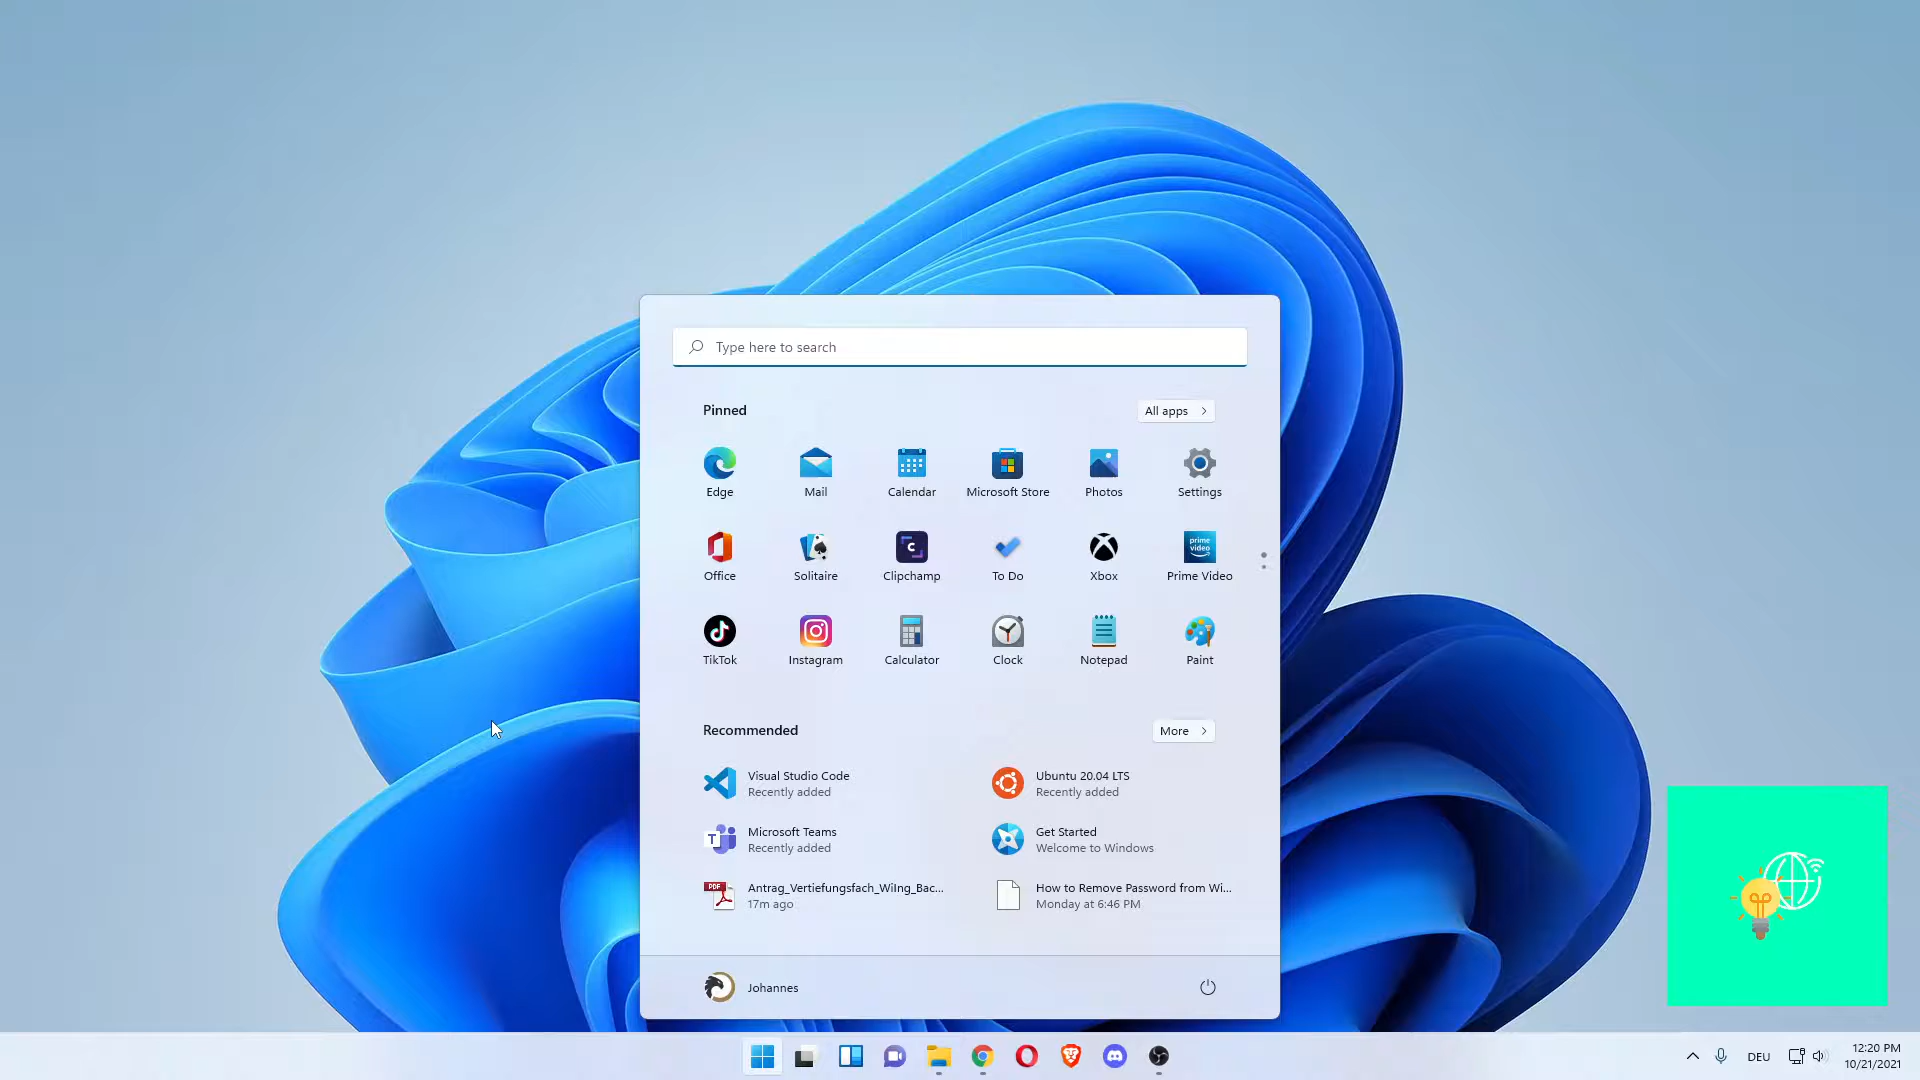 Type here to search
Pinned
All apps
Edge
Mail
Calendar
Microsoft Store
Photos
Settings
Office
Solitaire
C
Clipchamp
To Do
Xbox
prime
video
Prime Video
TikTok
Instagram
Calculator
Clock
Notepad
Paint
Recommended
More
Visual Studio Code
Recently added
Ubuntu 20.04 LTS
Recently added
T
Microsoft Teams
Recently added
Get Started
Welcome to Windows
PDF
Antrag_Vertiefungsfach_WiIng_Bac...
17m ago
How to Remove Password from Wi...
Monday at 6:46 PM
Johannes
DEU
12:20 PM
10/21/2021